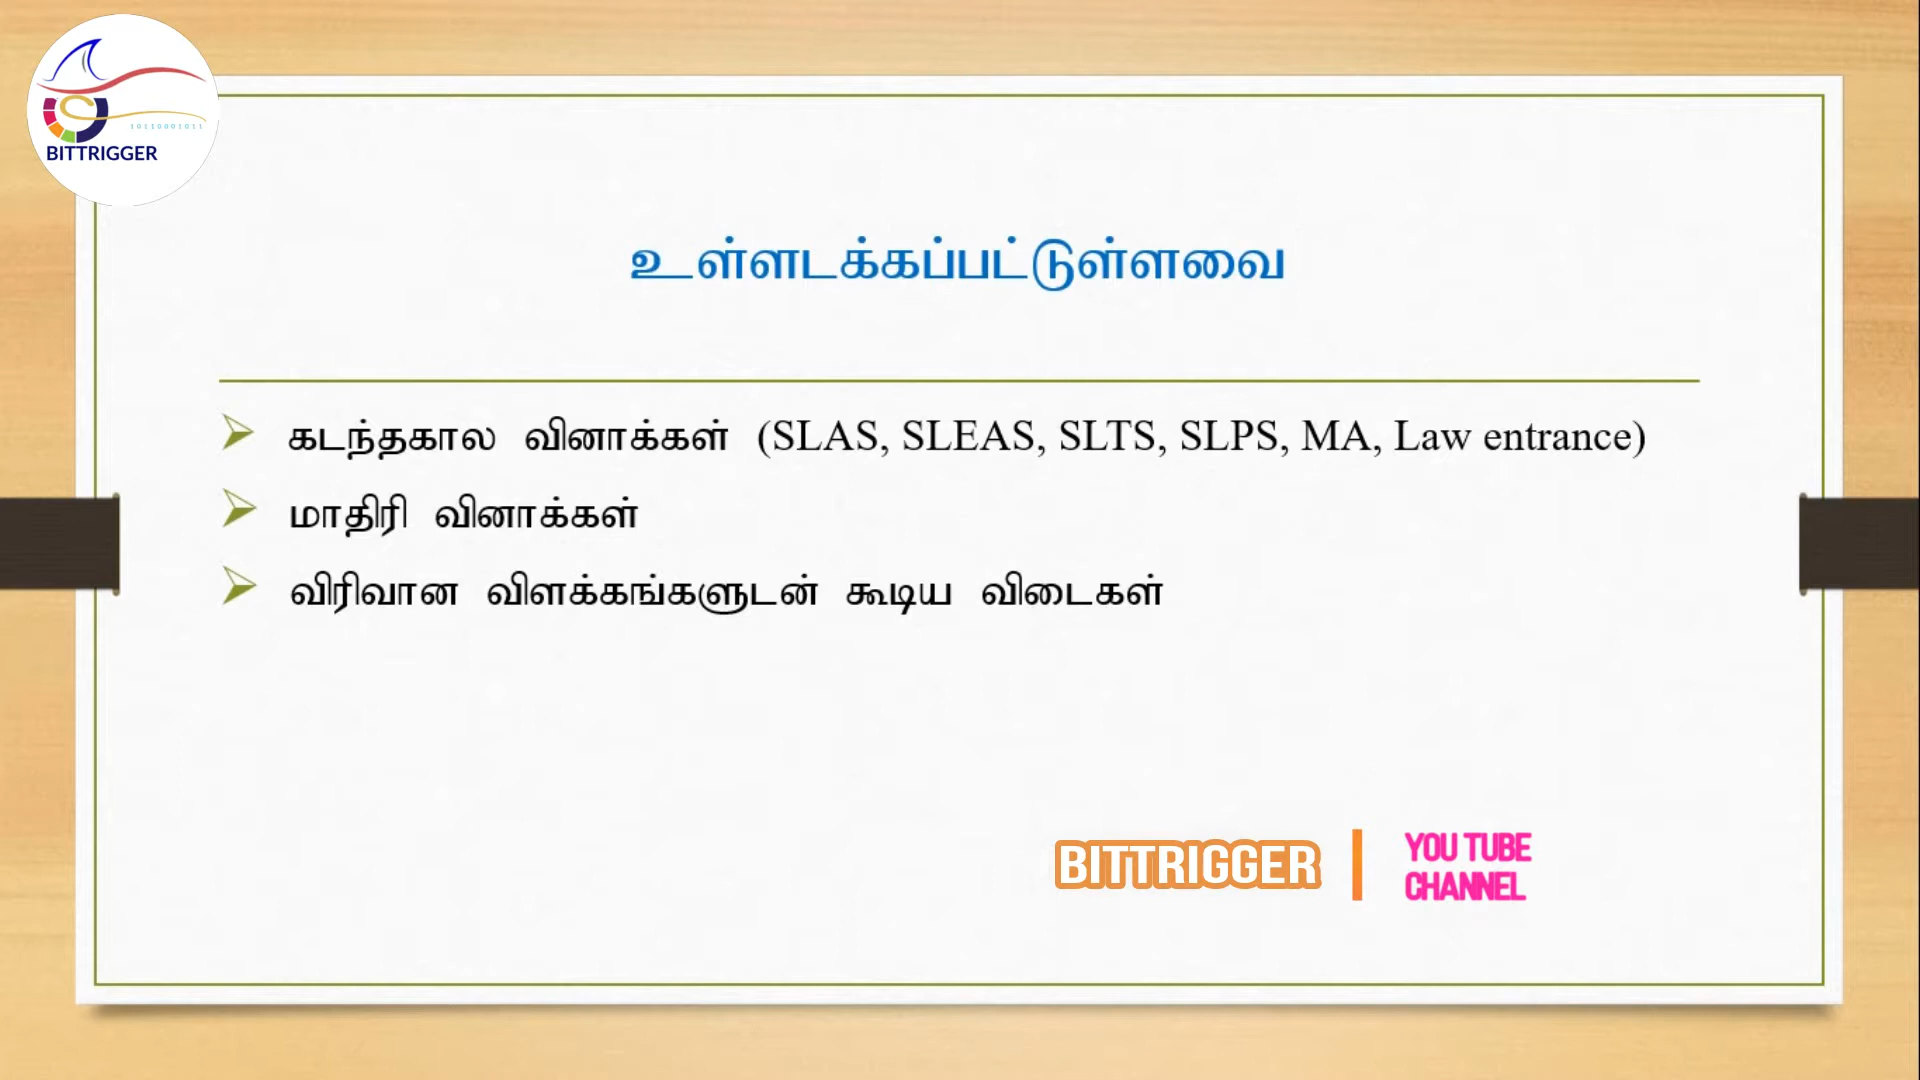 10110001011
BITTRIGGER
உள்ளடக்கப்பட்டுள்ளவை
கடந்தகால வினாக்கள் (SLAS, SLEAS, SLTS, SLPS, MA, Law entrance)
மாதிரி வினாக்கள்
விரிவான விளக்கங்களுடன் கூடிய விடைகள்
BITTRIGGER
YOU TUBE
CHANNEL